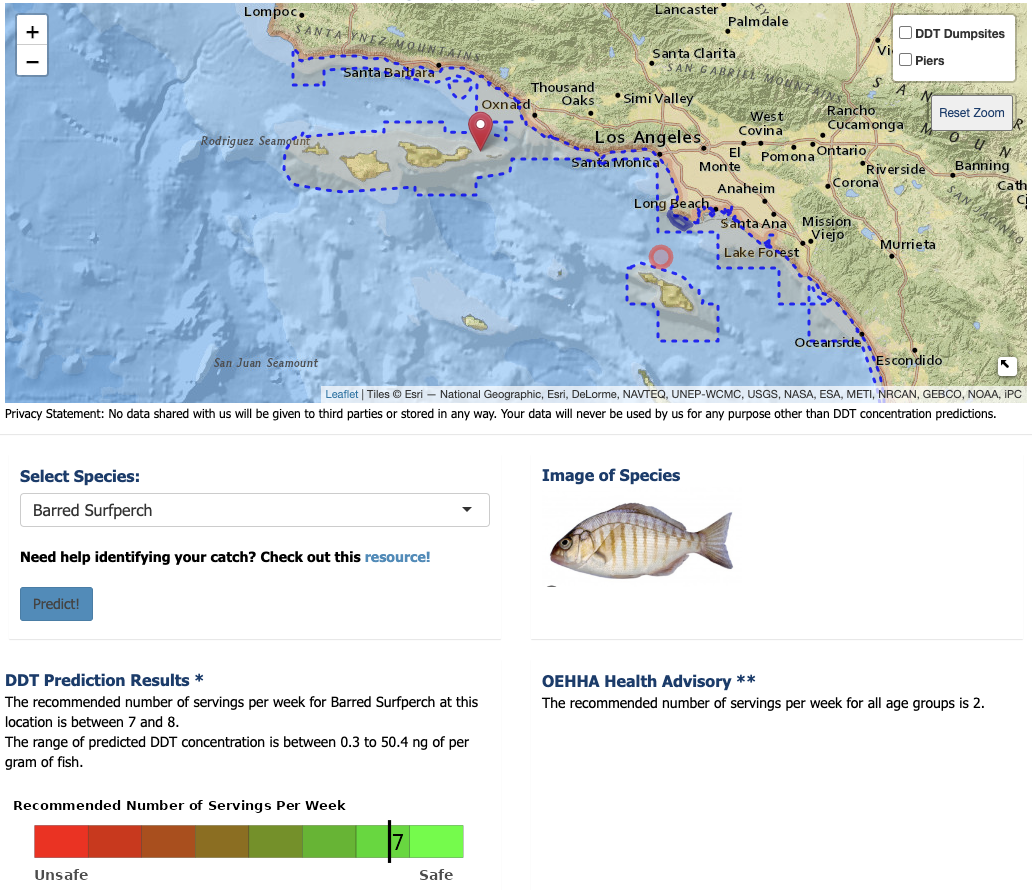 Lompoc
Lancaster
Palmdale
SANTA YNEZ MOUNTAINS
+
−
DDT Dumpsites
Piers
Santa Clarita
Santa Barbara
SAN GABRIEL MOUNTAINS
Thousand
Oaks
Simi Valley
Oxnard
Reset Zoom
West
Covina
Rancho
Cucamonga
Los Angeles
Rodriguez Seamount
El
Monte
Pomona
Ontario
Santa Monica
Riverside
Banning
Corona
Anaheim
Long Beach
Santa Ana
Mission
Viejo
Lake Forest
Murrieta
Oceanside
Escondido
San Juan Seamount
Leaflet | Tiles © Esri — National Geographic, Esri, DeLorme, NAVTEQ, UNEP-WCMC, USGS, NASA, ESA, METI, NRCAN, GEBCO, NOAA, iPC
Privacy Statement: No data shared with us will be given to third parties or stored in any way. Your data will never be used by us for any purpose other than DDT concentration predictions.
Select Species:
Image of Species
Barred Surfperch
Need help identifying your catch? Check out this resource!
Predict!
DDT Prediction Results *
The recommended number of servings per week for Barred Surfperch at this
location is between 7 and 8.
The range of predicted DDT concentration is between 0.3 to 50.4 ng of per
gram of fish.
OEHHA Health Advisory **
The recommended number of servings per week for all age groups is 2.
Recommended Number of Servings Per Week
7
Unsafe
Safe